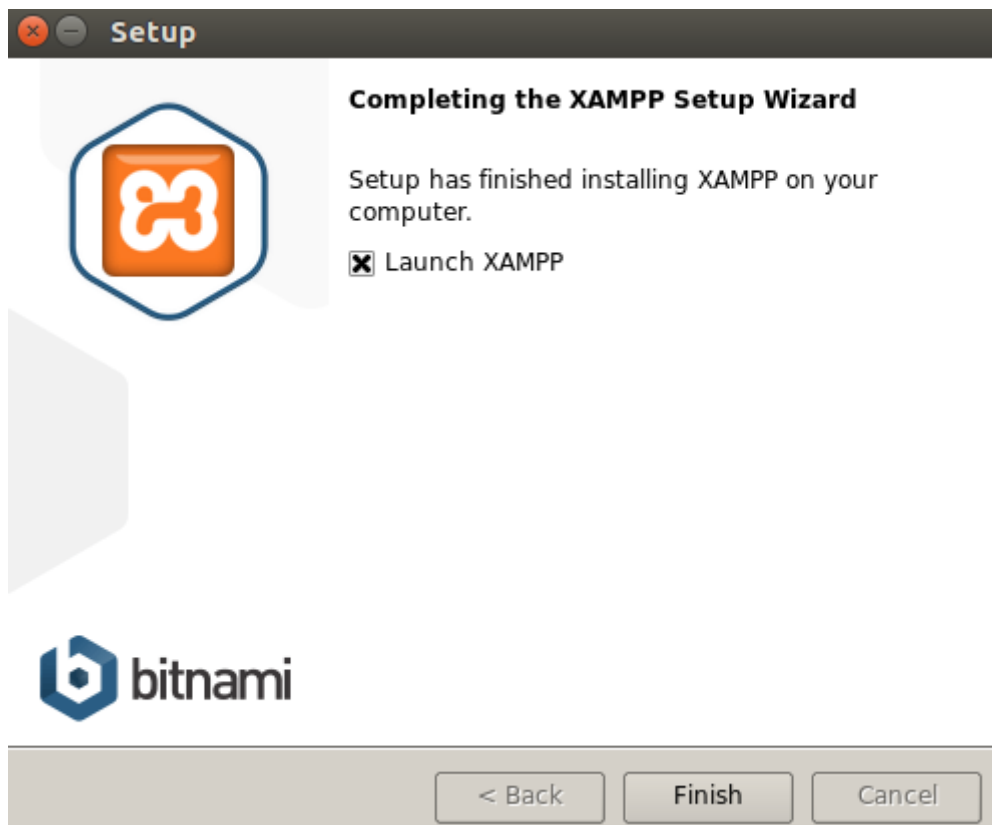 Setup
Completing the XAMPP Setup Wizard
Setup has finished installing XAMPP on your
computer.
Launch XAMPP
bitnami
< Back
Finish
Cancel